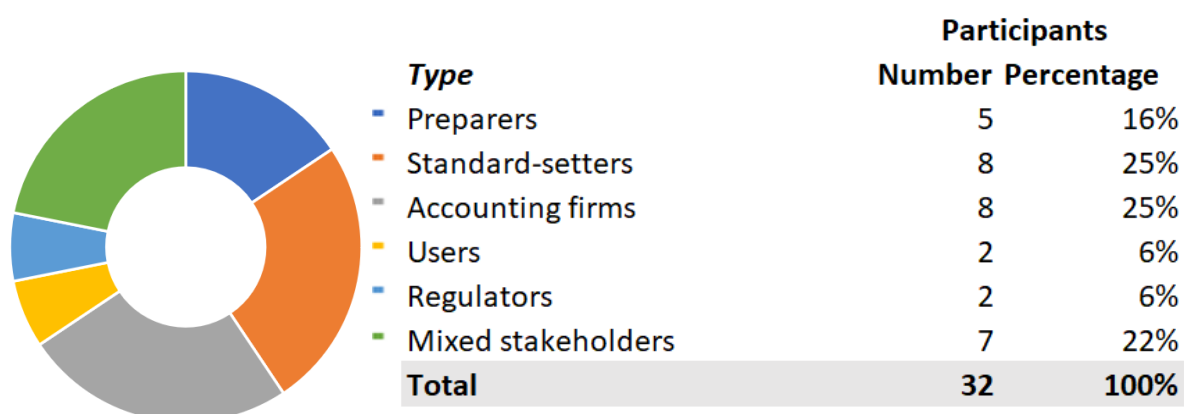 Participants
Type Number Percentage
Preparers 5 16%
Standard-setters 8 25%
Accounting firms 8 25%
Users 2 6%
Regulators 2 6%
Mixed stakeholders 7 22%
Total 32 100%